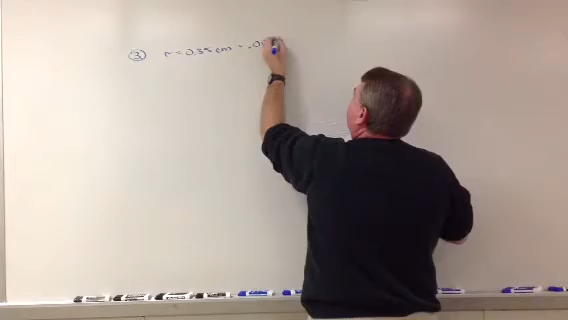 ③ r = 0.35 cm = .0